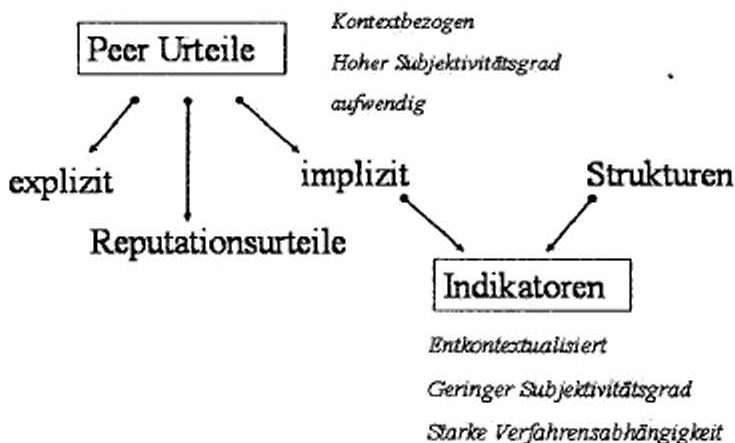 Peer Urteile
Kontextbezogen
Hoher Subjektivitätsgrad
aufwendig
explizit
implizit
Strukturen
Reputationsurteile
Indikatoren
Entkontextualisiert
Geringer Subjektivitätsgrad
Starke Verfahrensabhängigkeit